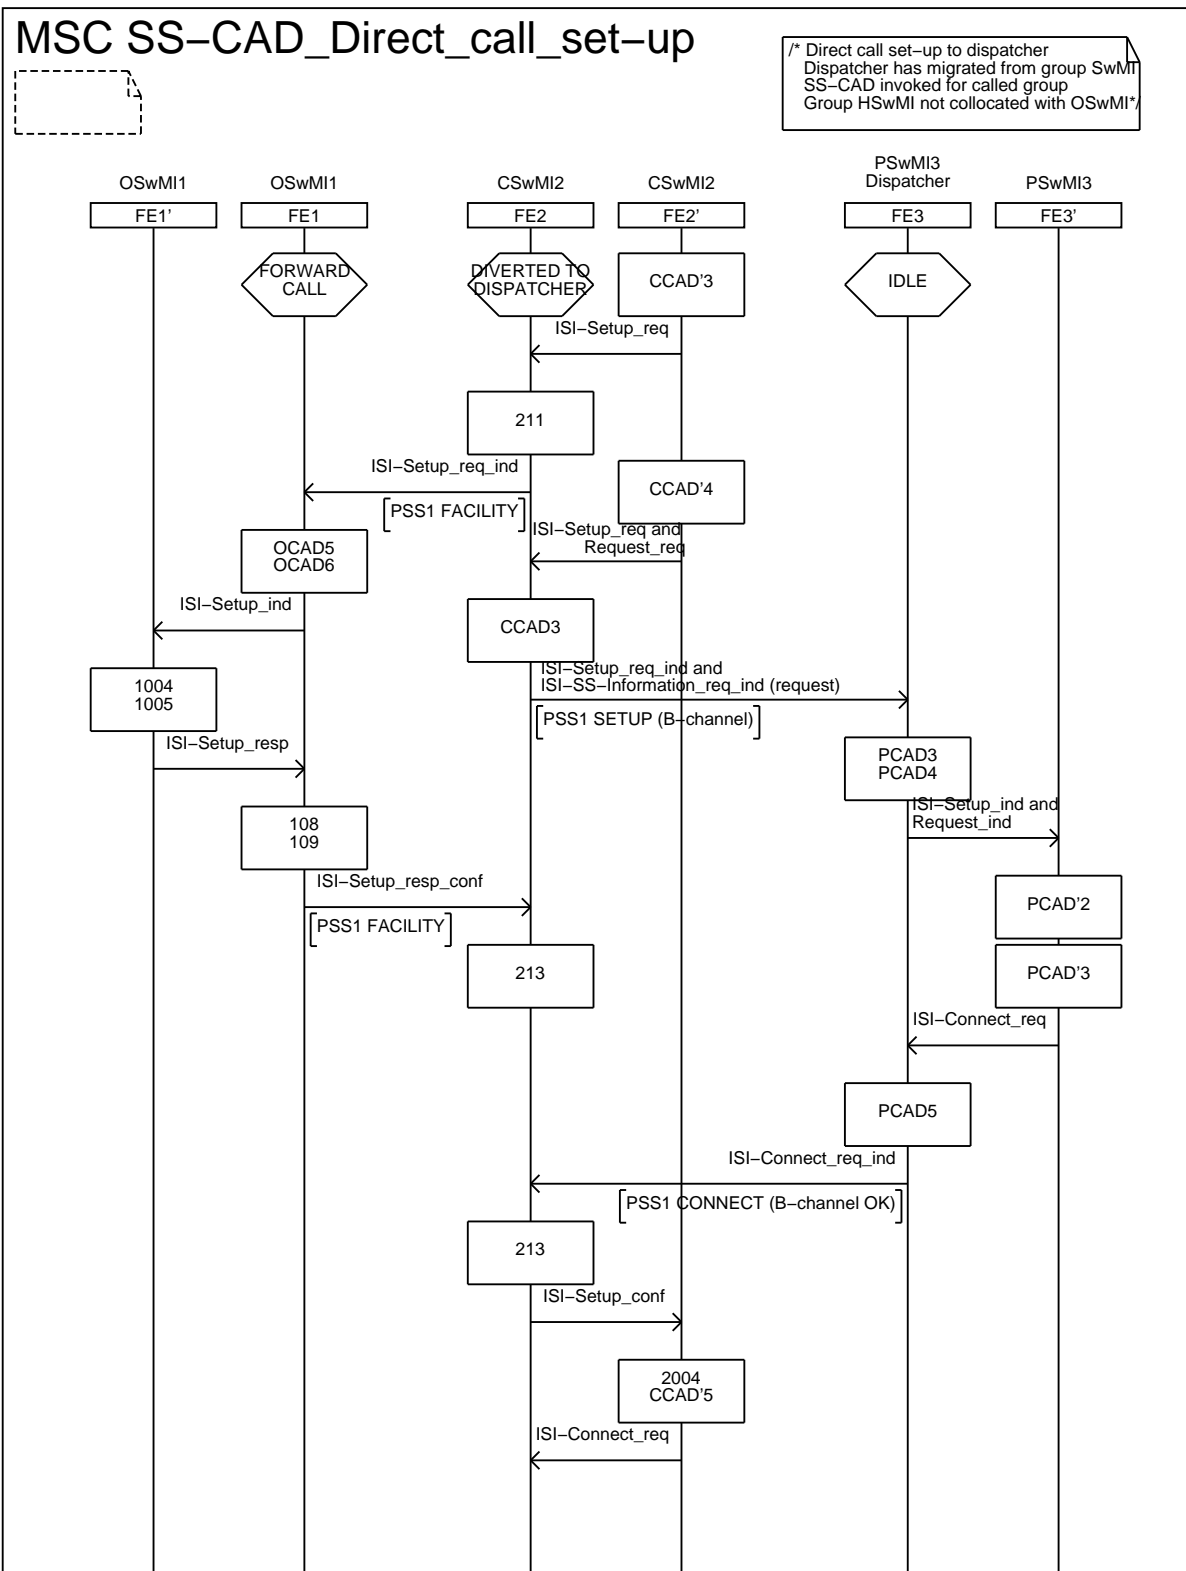 MSC SS−CAD_Direct_call_set−up
/* Direct call set−up to dispatcher
Dispatcher has migrated from group SwMI
SS−CAD invoked for called group
Group HSwMI not collocated with OSwMI*/
OSwMI1
OSwMI1
CSwMI2
CSwMI2
PSwMI3
Dispatcher
PSwMI3
FE1'
FE1
FE2
FE2'
FE3
FE3'
FORWARD
CALL
DIVERTED TO
DISPATCHER
CCAD'3
IDLE
ISI−Setup_req
211
ISI−Setup_req_ind
CCAD'4
PSS1 FACILITY
ISI−Setup_req and
Request_req
OCAD5
OCAD6
ISI−Setup_ind
CCAD3
ISI−Setup_req_ind and
ISI−SS−Information_req_ind (request)
1004
1005
PSS1 SETUP (B−channel)
ISI−Setup_resp
PCAD3
PCAD4
ISI−Setup_ind and
Request_ind
108
109
ISI−Setup_resp_conf
PCAD'2
PSS1 FACILITY
213
PCAD'3
ISI−Connect_req
PCAD5
ISI−Connect_req_ind
PSS1 CONNECT (B−channel OK)
213
ISI−Setup_conf
2004
CCAD'5
ISI−Connect_req